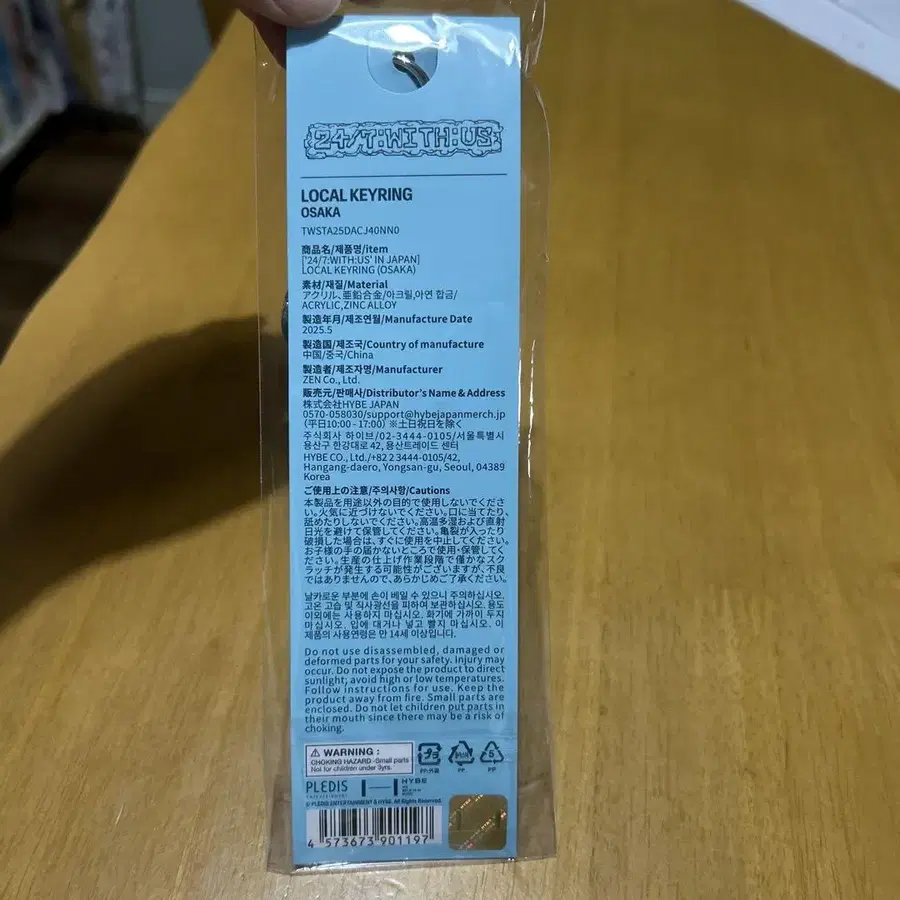 24/7:WITH:US
LOCAL KEYRING
OSAKA
TWSTA25DACJ40NN0
商品名/제품명/item
['24/7:WITH:US' IN JAPAN]
LOCAL KEYRING (OSAKA)
素材/재질/Material
アクリル、亜鉛合金/아크릴,아연 합금/
ACRYLIC,ZINC ALLOY
製造年月/제조연월/Manufacture Date
2025.5
製造国/제조국/Country of manufacture
中国/중국/China
製造者/제조자명/Manufacturer
ZEN Co., Ltd.
販売元/판매사/Distributor's Name & Address
株式会社HYBE JAPAN
0570-058030/support@hybejapanmerch.jp
（平日10:00 - 17:00）※土日祝日を除く
주식회사 하이브/02-3444-0105/서울특별시
용산구 한강대로 42, 용산트레이드 센터
HYBE CO., Ltd./+82 2 3444-0105/42,
Hangang-daero, Yongsan-gu, Seoul, 04389
Korea
ご使用上の注意/주의사항/Cautions
本製品を用途以外の目的で使用しないでくださ
い。火気に近づけないでください。口に当てたり、
舐めたりしないでください。高温多湿および直射
日光を避けて保管してください。亀裂が入ったり
破損した場合は、すぐに使用を中止してください。
お子様の手の届かないところで使用・保管してく
ださい。生産の仕上げ作業段階で僅かなスク
ラッチが発生する可能性がございますが、不良
ではありませんので、あらかじめご了承ください。
날카로운 부분에 손이 베일 수 있으니 주의하십시오.
고온 고습 및 직사광선을 피하여 보관하십시오. 용도
이외에는 사용하지 마십시오. 화기에 가까이 두지
마십시오. 입에 대거나 넣고 빨지 마십시오. 이
제품의 사용연령은 만 14세 이상입니다.
Do not use disassembled, damaged or
deformed parts for your safety. Injury may
occur. Do not expose the product to direct
sunlight; avoid high or low temperatures.
Follow instructions for use. Keep the
product away from fire. Small parts are
enclosed. Do not let children put parts in
their mouth since there may be a risk of
choking.
WARNING :
CHOKING HAZARD -Small parts
Not for children under 3yrs.
プラ
PP:外装
PP
5
PP
PLEDIS
ENTERTAINMENT
HYBE
© PLEDIS ENTERTAINMENT & HYBE. All Rights Reserved.
4 573673 901197